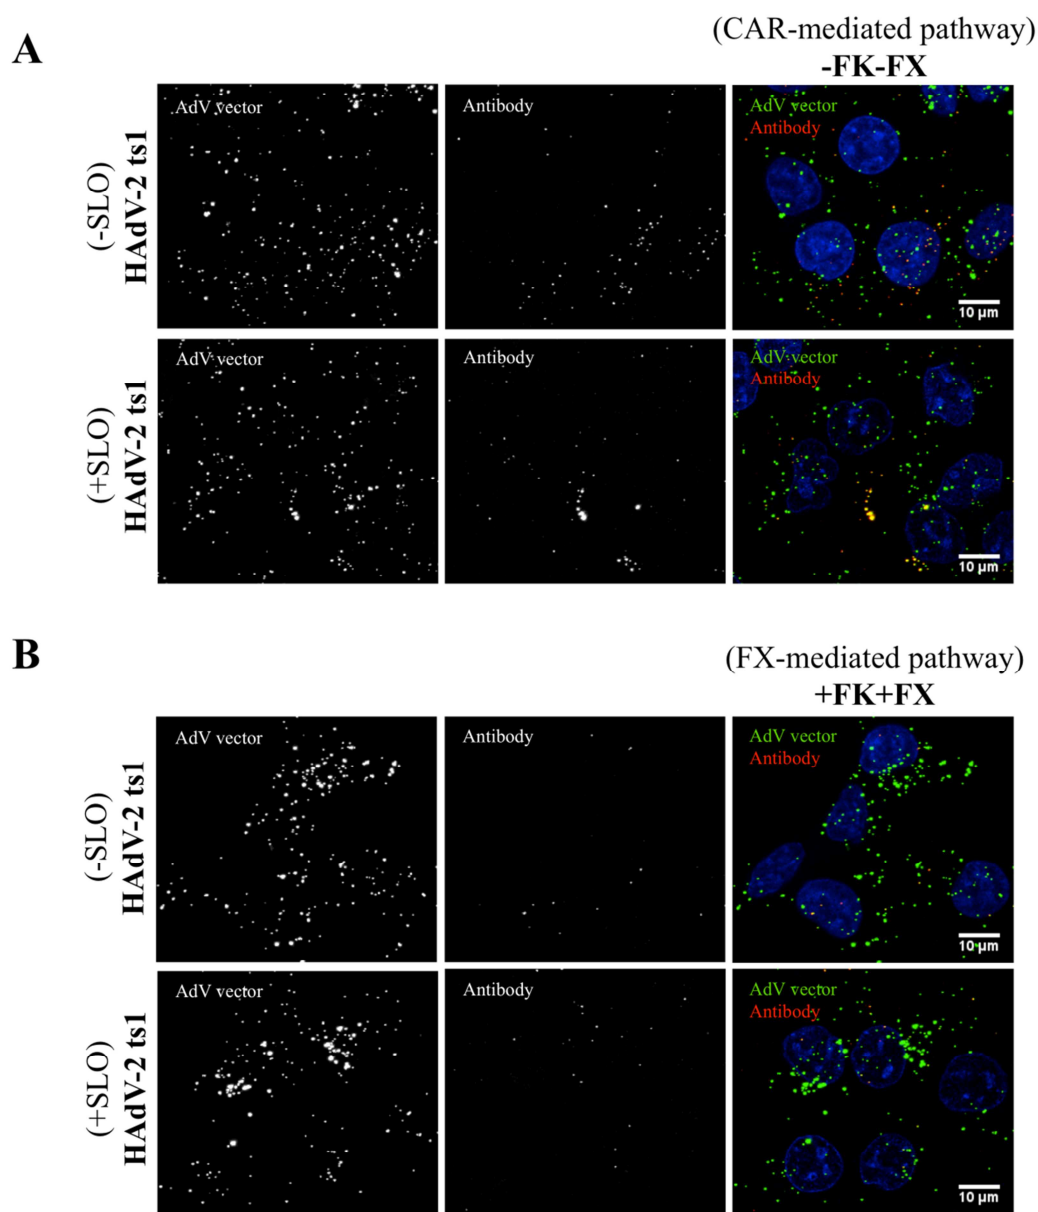 A
(CAR-mediated pathway)
-FK-FX
(-SLO)
HAdV-2 ts1
AdV vector
Antibody
AdV vector
Antibody
10 µm
(+SLO)
HAdV-2 ts1
AdV vector
Antibody
AdV vector
Antibody
10 µm
B
(FX-mediated pathway)
+FK+FX
(-SLO)
HAdV-2 ts1
AdV vector
Antibody
AdV vector
Antibody
10 µm
(+SLO)
HAdV-2 ts1
AdV vector
Antibody
AdV vector
Antibody
10 µm